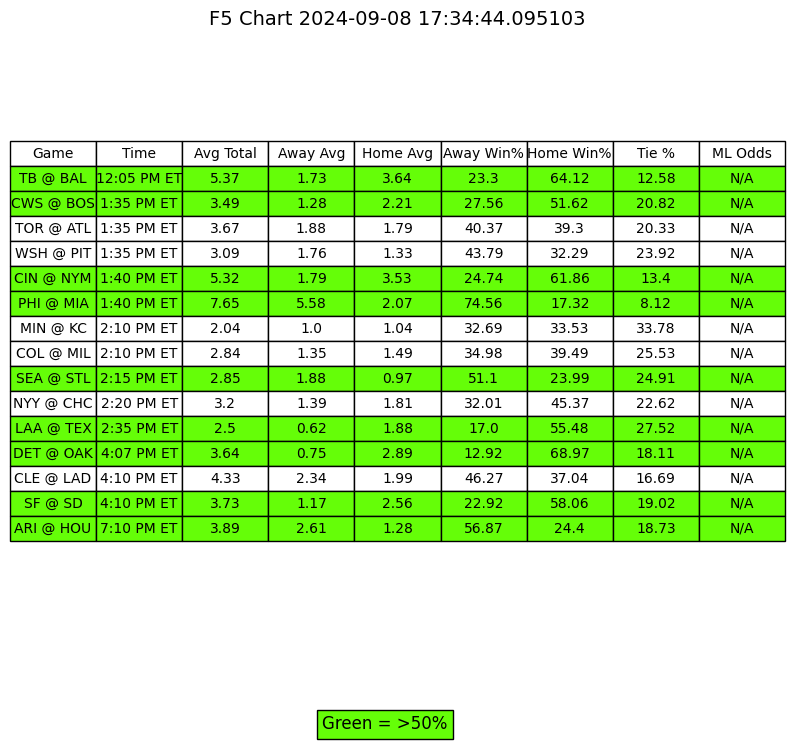 F5 Chart 2024-09-08 17:34:44.095103
Game Time Avg Total Away Avg Home Avg Away Win% Home Win% Tie % ML Odds
TB @ BAL 12:05 PM ET 5.37 1.73 3.64 23.3 64.12 12.58 N/A
CWS @ BOS 1:35 PM ET 3.49 1.28 2.21 27.56 51.62 20.82 N/A
TOR @ ATL 1:35 PM ET 3.67 1.88 1.79 40.37 39.3 20.33 N/A
WSH @ PIT 1:35 PM ET 3.09 1.76 1.33 43.79 32.29 23.92 N/A
CIN @ NYM 1:40 PM ET 5.32 1.79 3.53 24.74 61.86 13.4 N/A
PHI @ MIA 1:40 PM ET 7.65 5.58 2.07 74.56 17.32 8.12 N/A
MIN @ KC 2:10 PM ET 2.04 1.0 1.04 32.69 33.53 33.78 N/A
COL @ MIL 2:10 PM ET 2.84 1.35 1.49 34.98 39.49 25.53 N/A
SEA @ STL 2:15 PM ET 2.85 1.88 0.97 51.1 23.99 24.91 N/A
NYY @ CHC 2:20 PM ET 3.2 1.39 1.81 32.01 45.37 22.62 N/A
LAA @ TEX 2:35 PM ET 2.5 0.62 1.88 17.0 55.48 27.52 N/A
DET @ OAK 4:07 PM ET 3.64 0.75 2.89 12.92 68.97 18.11 N/A
CLE @ LAD 4:10 PM ET 4.33 2.34 1.99 46.27 37.04 16.69 N/A
SF @ SD 4:10 PM ET 3.73 1.17 2.56 22.92 58.06 19.02 N/A
ARI @ HOU 7:10 PM ET 3.89 2.61 1.28 56.87 24.4 18.73 N/A
Green = >50%